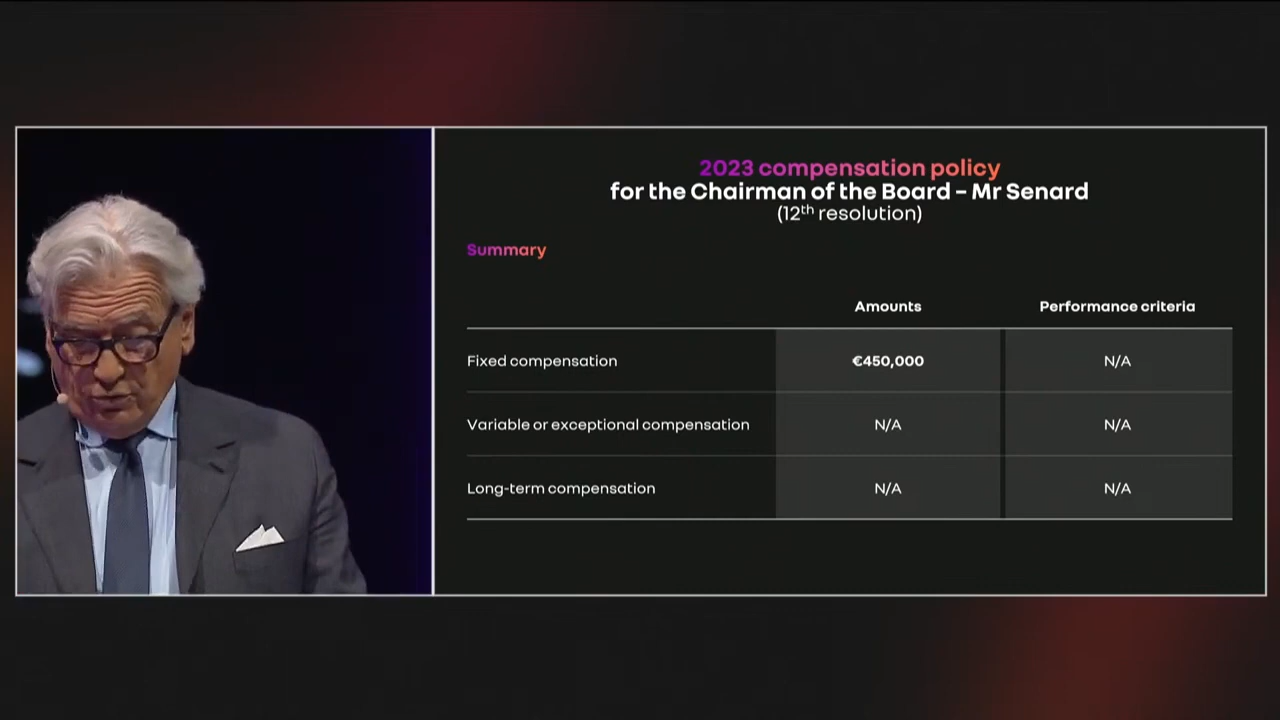 2023 compensation policy
for the Chairman of the Board – Mr Senard
(12th resolution)
Summary
Amounts Performance criteria
Fixed compensation €450,000 N/A
Variable or exceptional compensation N/A N/A
Long-term compensation N/A N/A